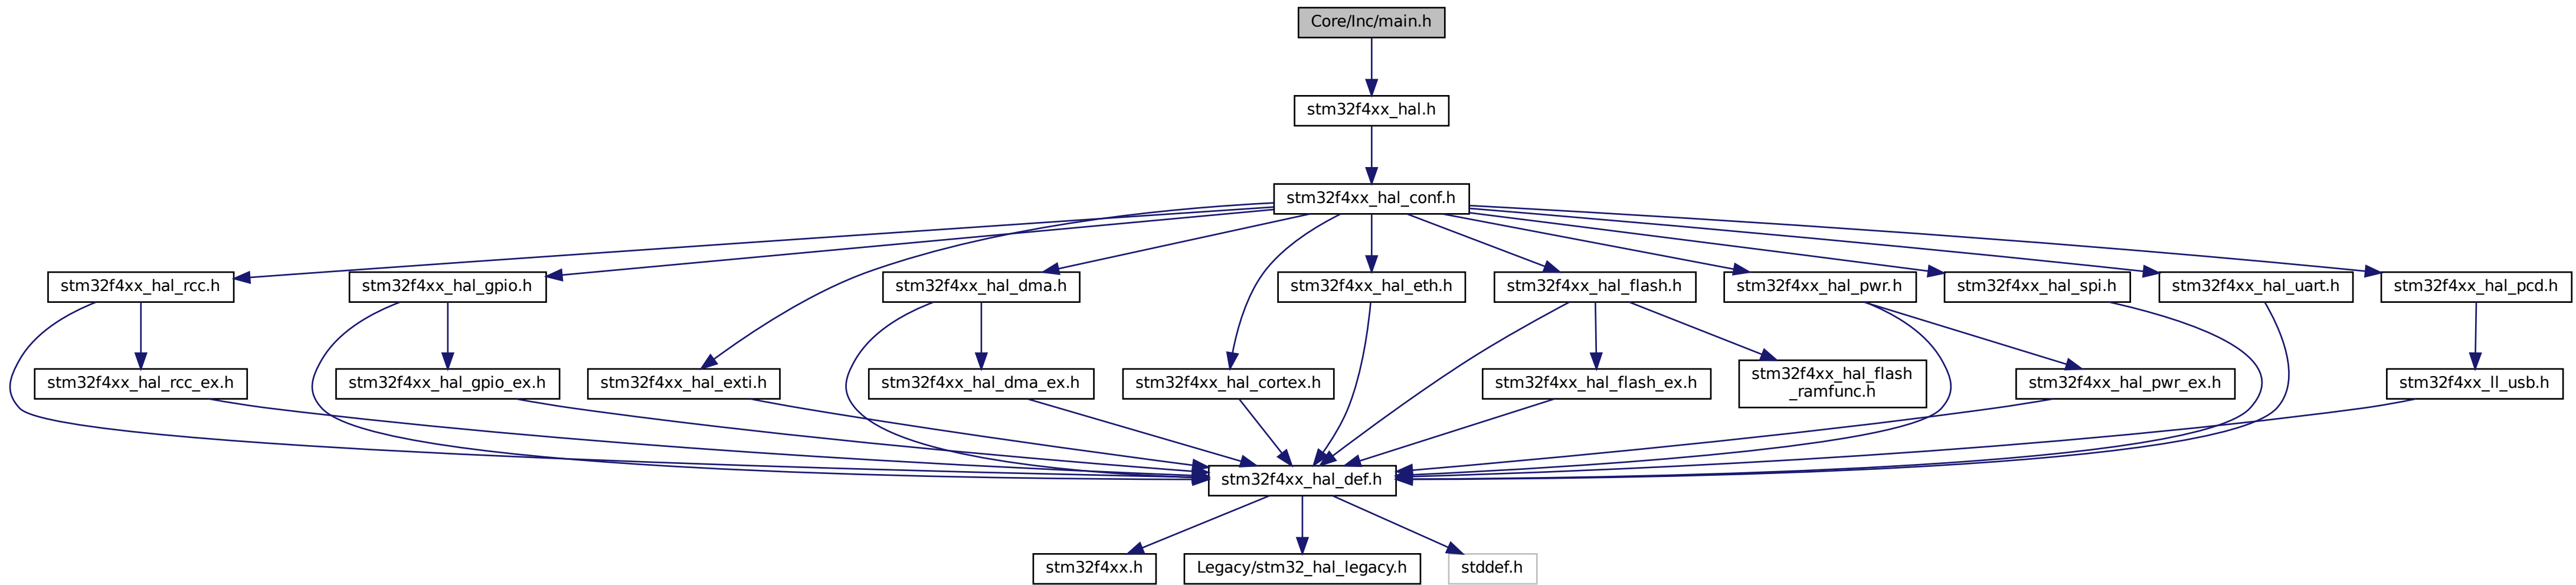 Core/Inc/main.h
stm32f4xx_hal.h
stm32f4xx_hal_conf.h
stm32f4xx_hal_rcc.h
stm32f4xx_hal_gpio.h
stm32f4xx_hal_dma.h
stm32f4xx_hal_eth.h
stm32f4xx_hal_flash.h
stm32f4xx_hal_pwr.h
stm32f4xx_hal_spi.h
stm32f4xx_hal_uart.h
stm32f4xx_hal_pcd.h
stm32f4xx_hal_rcc_ex.h
stm32f4xx_hal_gpio_ex.h
stm32f4xx_hal_exti.h
stm32f4xx_hal_dma_ex.h
stm32f4xx_hal_cortex.h
stm32f4xx_hal_flash_ex.h
stm32f4xx_hal_flash
_ramfunc.h
stm32f4xx_hal_pwr_ex.h
stm32f4xx_ll_usb.h
stm32f4xx_hal_def.h
stm32f4xx.h
Legacy/stm32_hal_legacy.h
stddef.h